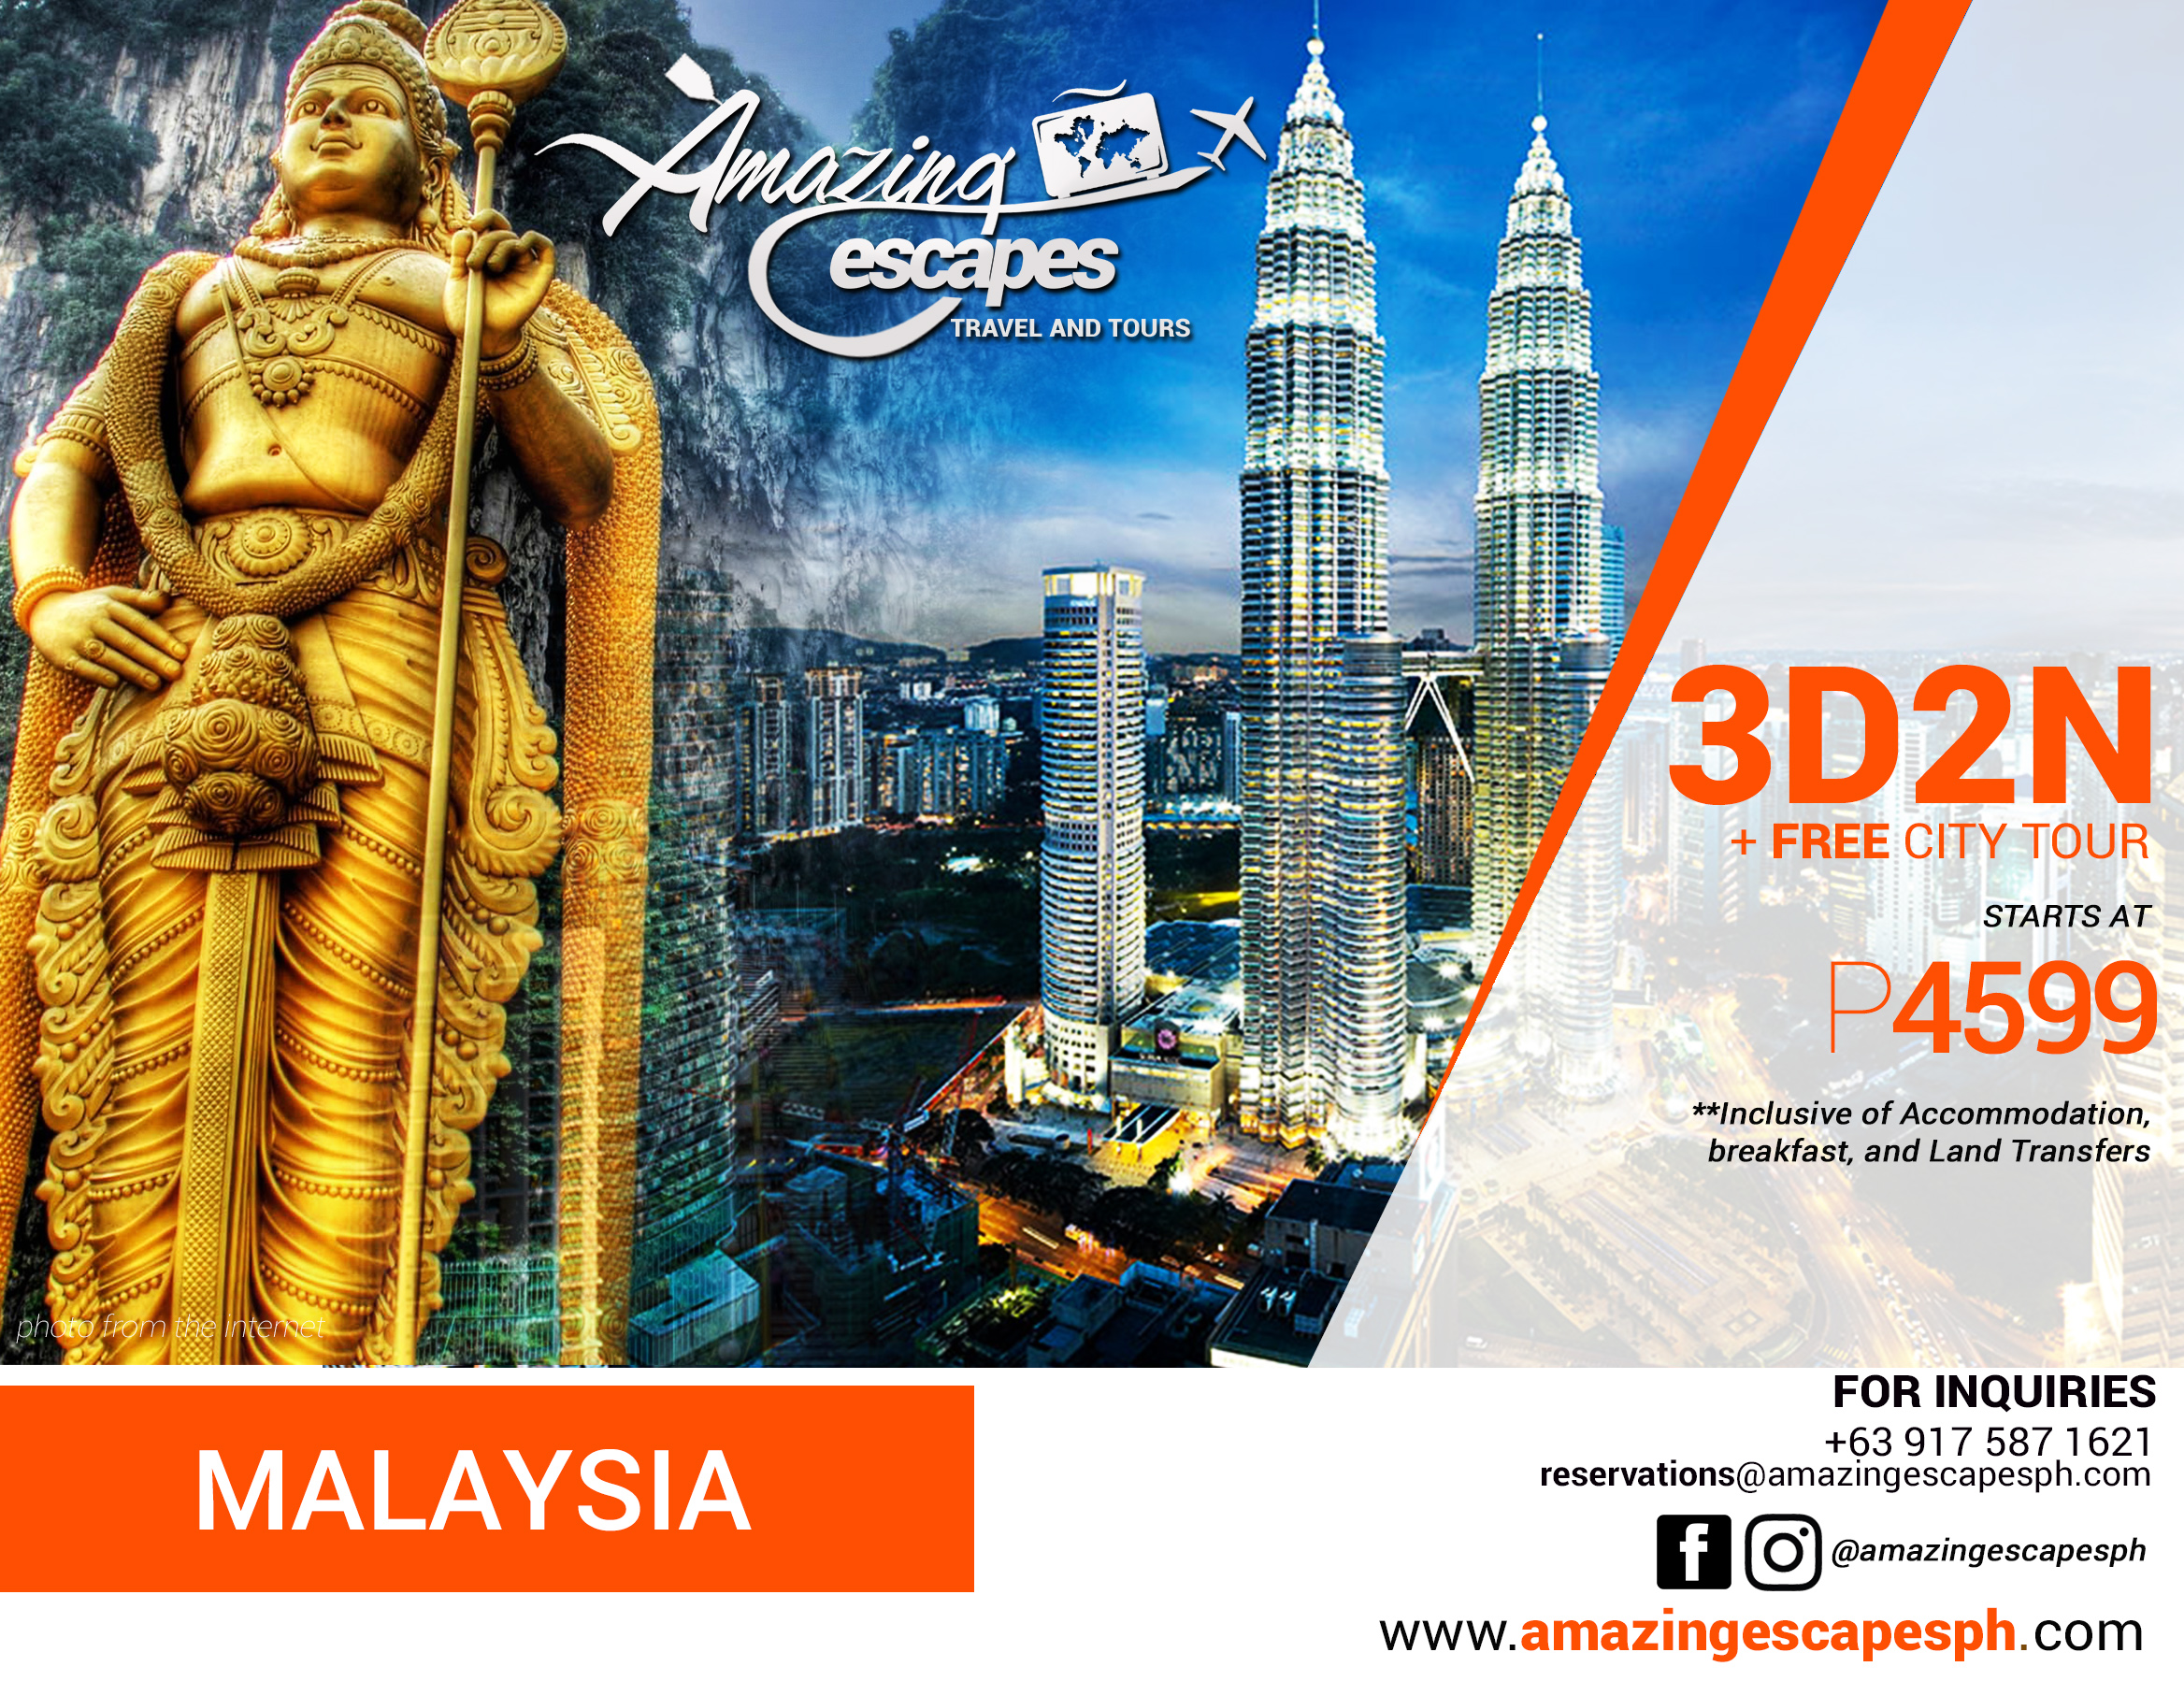 Amazing
escapes
TRAVEL AND TOURS
3D2N
+ FREE CITY TOUR
STARTS AT
P4599
**Inclusive of Accommodation,
breakfast, and Land Transfers
photo from the internet
MALAYSIA
FOR INQUIRIES
+63 917 587 1621
reservations@amazingescapesph.com
@amazingescapesph
www.amazingescapesph.com